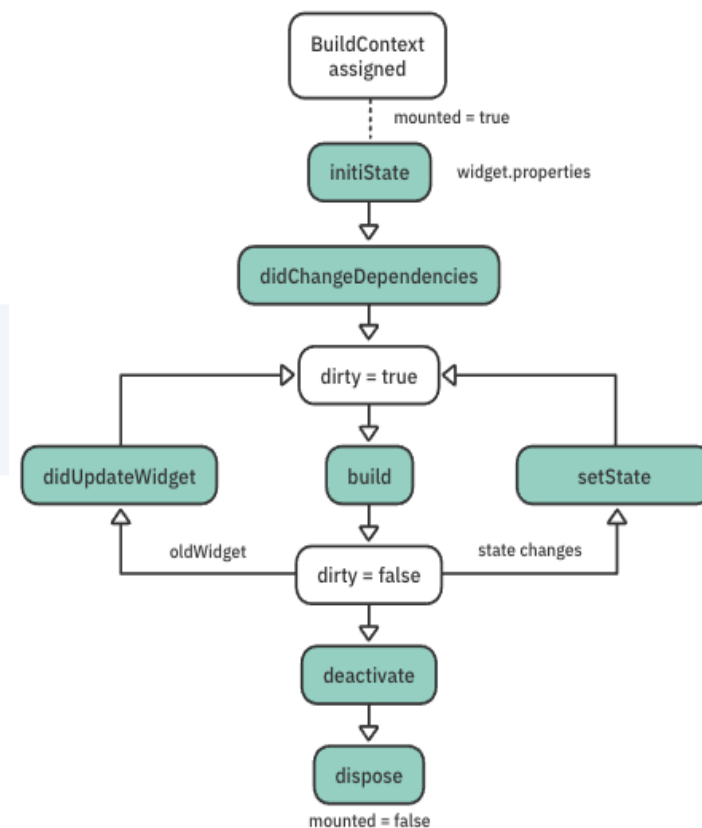 BuildContext
assigned
mounted = true
initiState
widget.properties
didChangeDependencies
dirty = true
didUpdateWidget
build
setState
oldWidget
state changes
dirty = false
deactivate
dispose
mounted = false